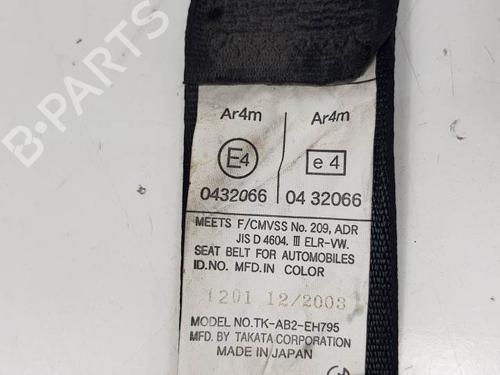 Ar4m Ar4m
E4 e 4
0432066 04 32066
MEETS F/CMVSS No. 209, ADR
JIS D 4604. III ELR-VW.
SEAT BELT FOR AUTOMOBILES
ID.NO. MFD.IN COLOR
1201 12/2003
MODEL NO.TK-AB2-EH795
MFD. BY TAKATA CORPORATION
MADE IN JAPAN
B-PARTS